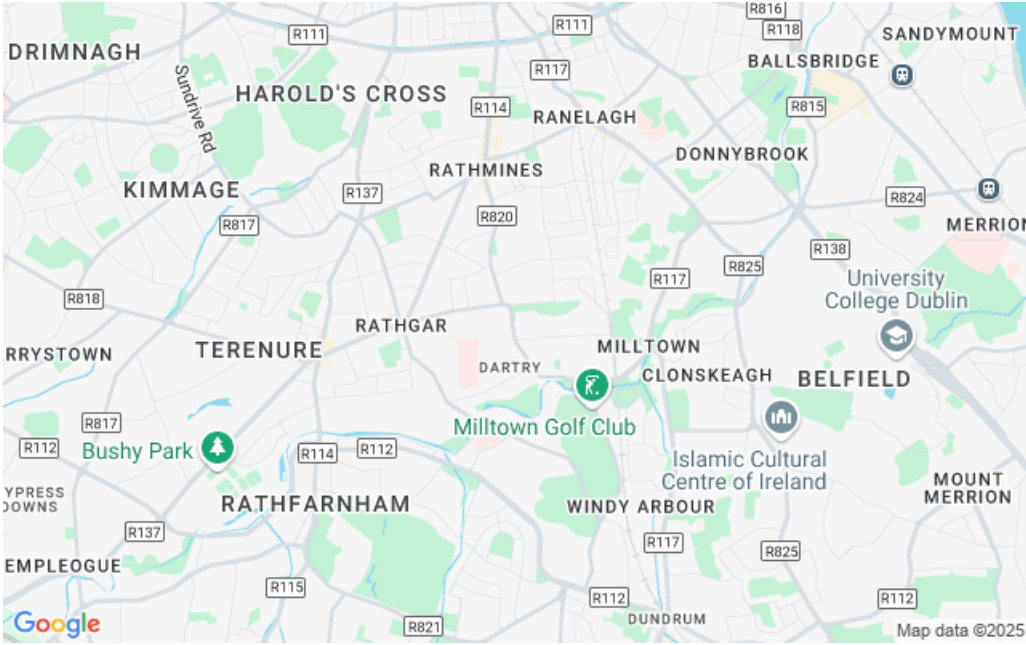 R816
R111
R111
R118
SANDYMOUNT
DRIMNAGH
BALLSBRIDGE
R117
Sundrive Rd
HAROLD'S CROSS
R114
R815
RANELAGH
DONNYBROOK
RATHMINES
KIMMAGE
R137
R824
R820
R817
MERRION
R138
R825
R117
University
College Dublin
R818
RATHGAR
TERENURE
RRYSTOWN
MILLTOWN
DARTRY
CLONSKEAGH
BELFIELD
R817
Milltown Golf Club
R112
Bushy Park
R114
R112
Islamic Cultural
Centre of Ireland
YPRESS
DOWNS
MOUNT
MERRION
RATHFARNHAM
WINDY ARBOUR
R137
R117
R825
EMPLEOGUE
R115
R112
R112
DUNDRUM
R821
Google
Map data ©2025